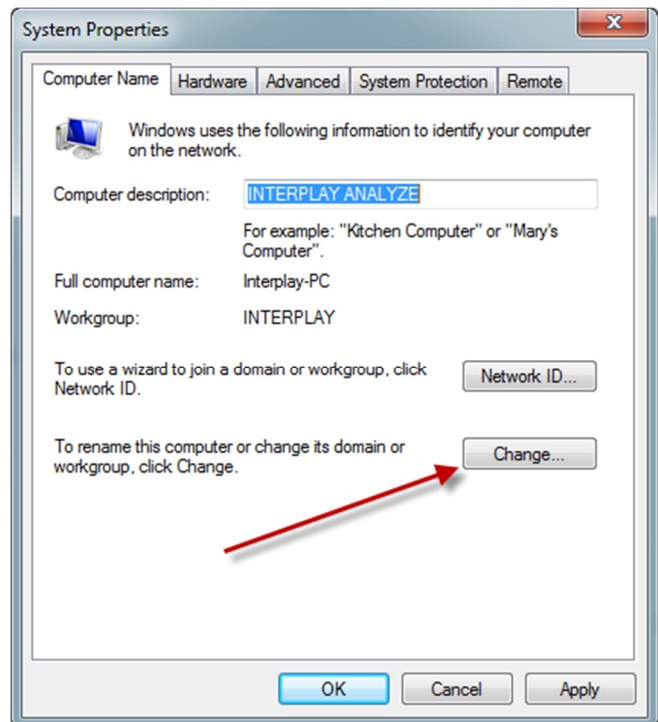 System Properties
Computer Name Hardware Advanced System Protection Remote
Windows uses the following information to identify your computer
on the network.
Computer description: INTERPLAY ANALYZE
For example: "Kitchen Computer" or "Mary's
Computer".
Full computer name: Interplay-PC
Workgroup: INTERPLAY
To use a wizard to join a domain or workgroup, click
Network ID.
Network ID...
To rename this computer or change its domain or
workgroup, click Change.
Change...
OK Cancel Apply